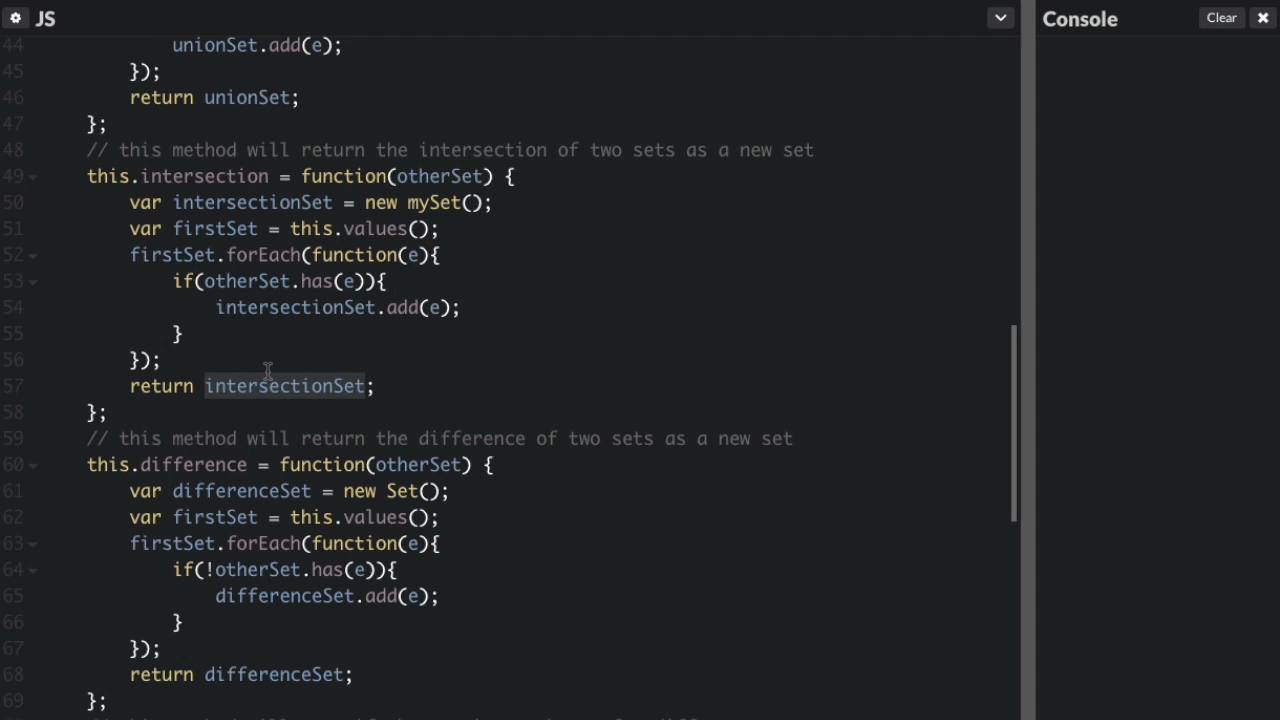 JS
Console
Clear
44 unionSet.add(e);
45 });
46 return unionSet;
47 };
48 // this method will return the intersection of two sets as a new set
49 this.intersection = function(otherSet) {
50 var intersectionSet = new mySet();
51 var firstSet = this.values();
52 firstSet.forEach(function(e){
53 if(otherSet.has(e)){
54 intersectionSet.add(e);
55 }
56 });
57 return intersectionSet;
58 };
59 // this method will return the difference of two sets as a new set
60 this.difference = function(otherSet) {
61 var differenceSet = new Set();
62 var firstSet = this.values();
63 firstSet.forEach(function(e){
64 if(!otherSet.has(e)){
65 differenceSet.add(e);
66 }
67 });
68 return differenceSet;
69 };